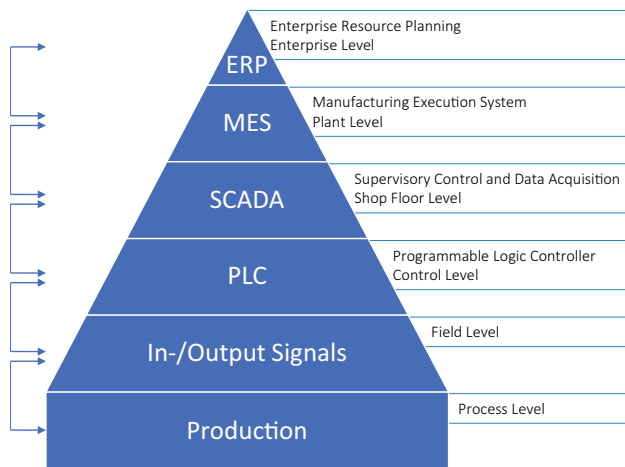 Enterprise Resource Planning
Enterprise Level
ERP
Manufacturing Execution System
Plant Level
MES
Supervisory Control and Data Acquisition
Shop Floor Level
SCADA
Programmable Logic Controller
Control Level
PLC
Field Level
In-/Output Signals
Process Level
Production